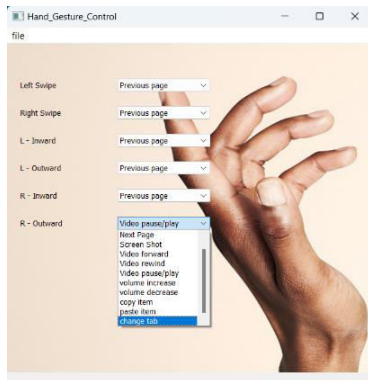 Hand_Gesture_Control
file
Left Swipe Previous page
Right Swipe Previous page
L - Inward Previous page
L - Outward Previous page
R - Inward Previous page
R - Outward Video pause/play
Next Page
Screen Shot
Video forward
Video rewind
Video pause/play
volume increase
volume decrease
copy item
paste item
change tab